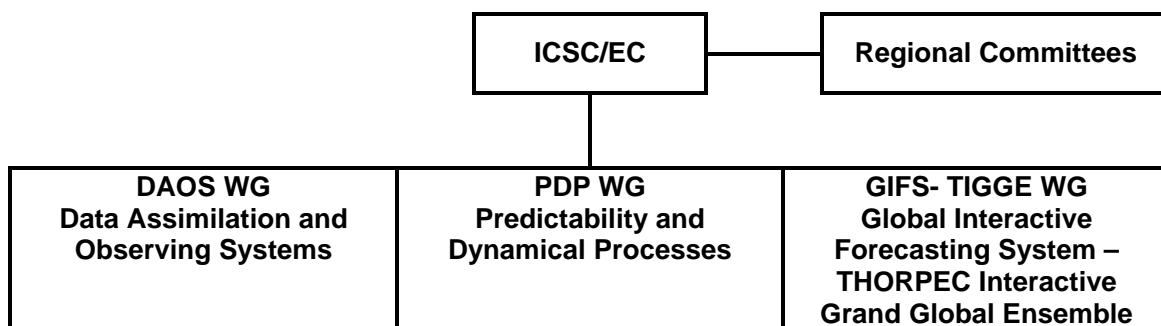 ICSC/EC
Regional Committees
DAOS WG
Data Assimilation and
Observing Systems
PDP WG
Predictability and
Dynamical Processes
GIFS- TIGGE WG
Global Interactive
Forecasting System –
THORPEC Interactive
Grand Global Ensemble